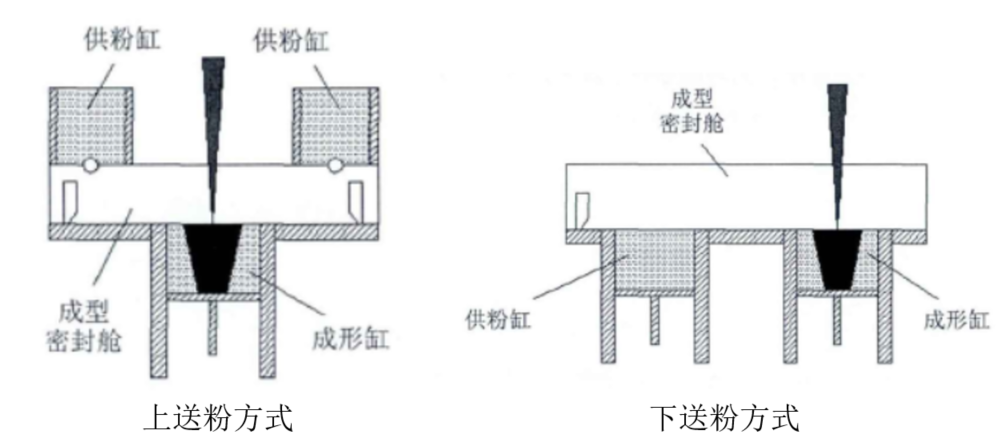 供粉缸
供粉缸
成型
密封舱
成形缸
上送粉方式
成型
密封舱
供粉缸
成形缸
下送粉方式